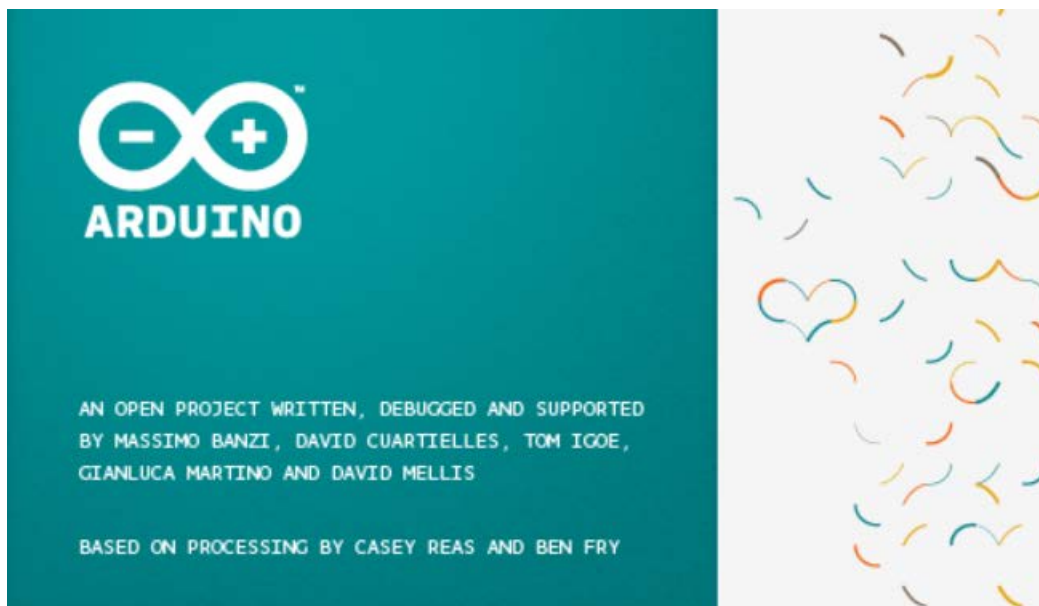 ARDUINO
AN OPEN PROJECT WRITTEN, DEBUGGED AND SUPPORTED
BY MASSIMO BANZI, DAVID CUARTIELLES, TOM IGOE,
GIANLUCA MARTINO AND DAVID MELLIS
BASED ON PROCESSING BY CASEY REAS AND BEN FRY